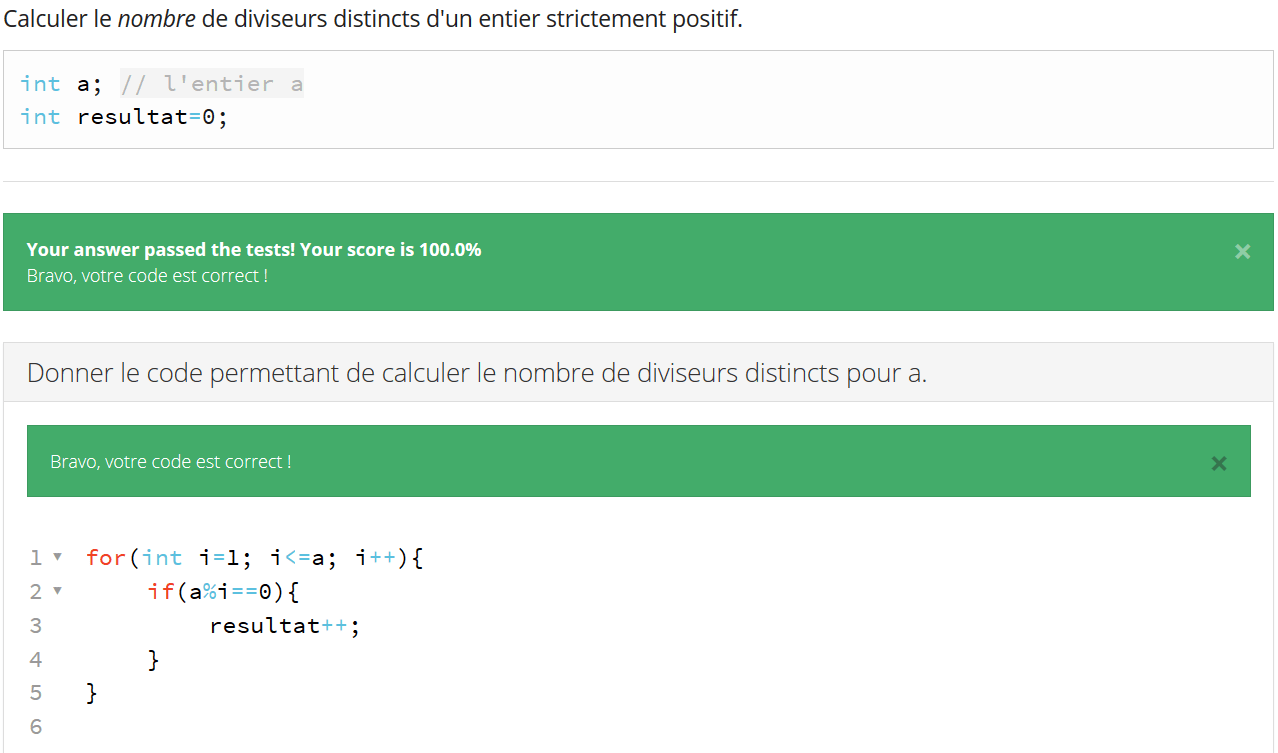 Calculer le nombre de diviseurs distincts d'un entier strictement positif.
int a; // l'entier a
int resultat=0;
Your answer passed the tests! Your score is 100.0%
×
Bravo, votre code est correct !
Donner le code permettant de calculer le nombre de diviseurs distincts pour a.
Bravo, votre code est correct !
×
1 ▾ for(int i=1; i<=a; i++){
2 ▾ if(a%i==0){
3 resultat++;
4 }
5 }
6